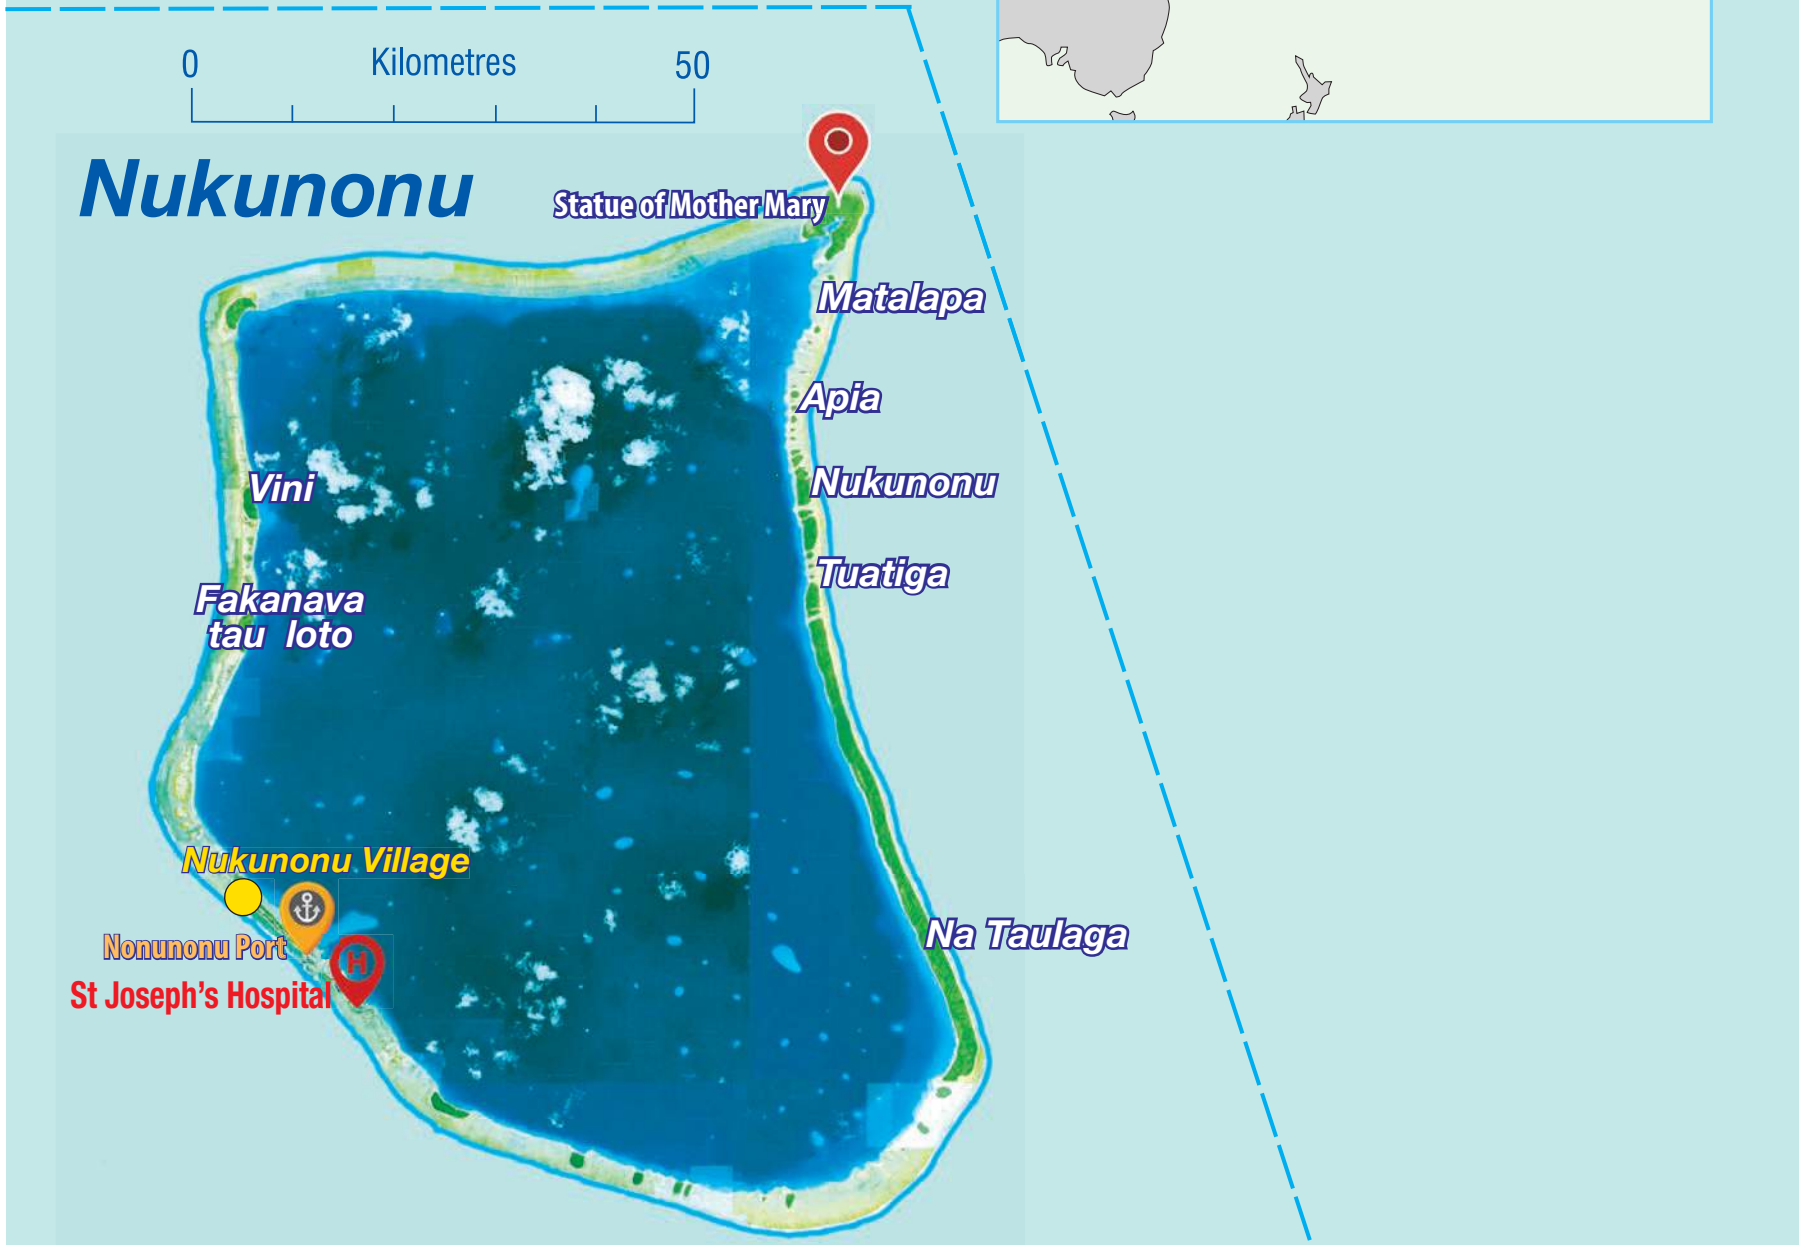 0 Kilometres 50
Nukunonu
Statue of Mother Mary
Matalapa
Apia
Vini
Nukunonu
Tuatiga
Fakanava
tau loto
Nukunonu Village
Na Taulaga
Nonunonu Port
H
St Joseph's Hospital